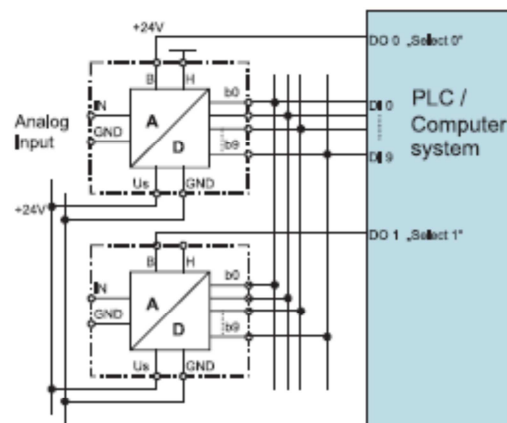 +24V
DO 0 „Select 0"
B
H
b0
IN
DI 0
PLC /
Computer
system
Analog
Input
A
GND
D
b9
DI 9
Us
GND
+24V
DO 1 „Select 1"
B
H
b0
IN
A
GND
D
b9
Us
GND